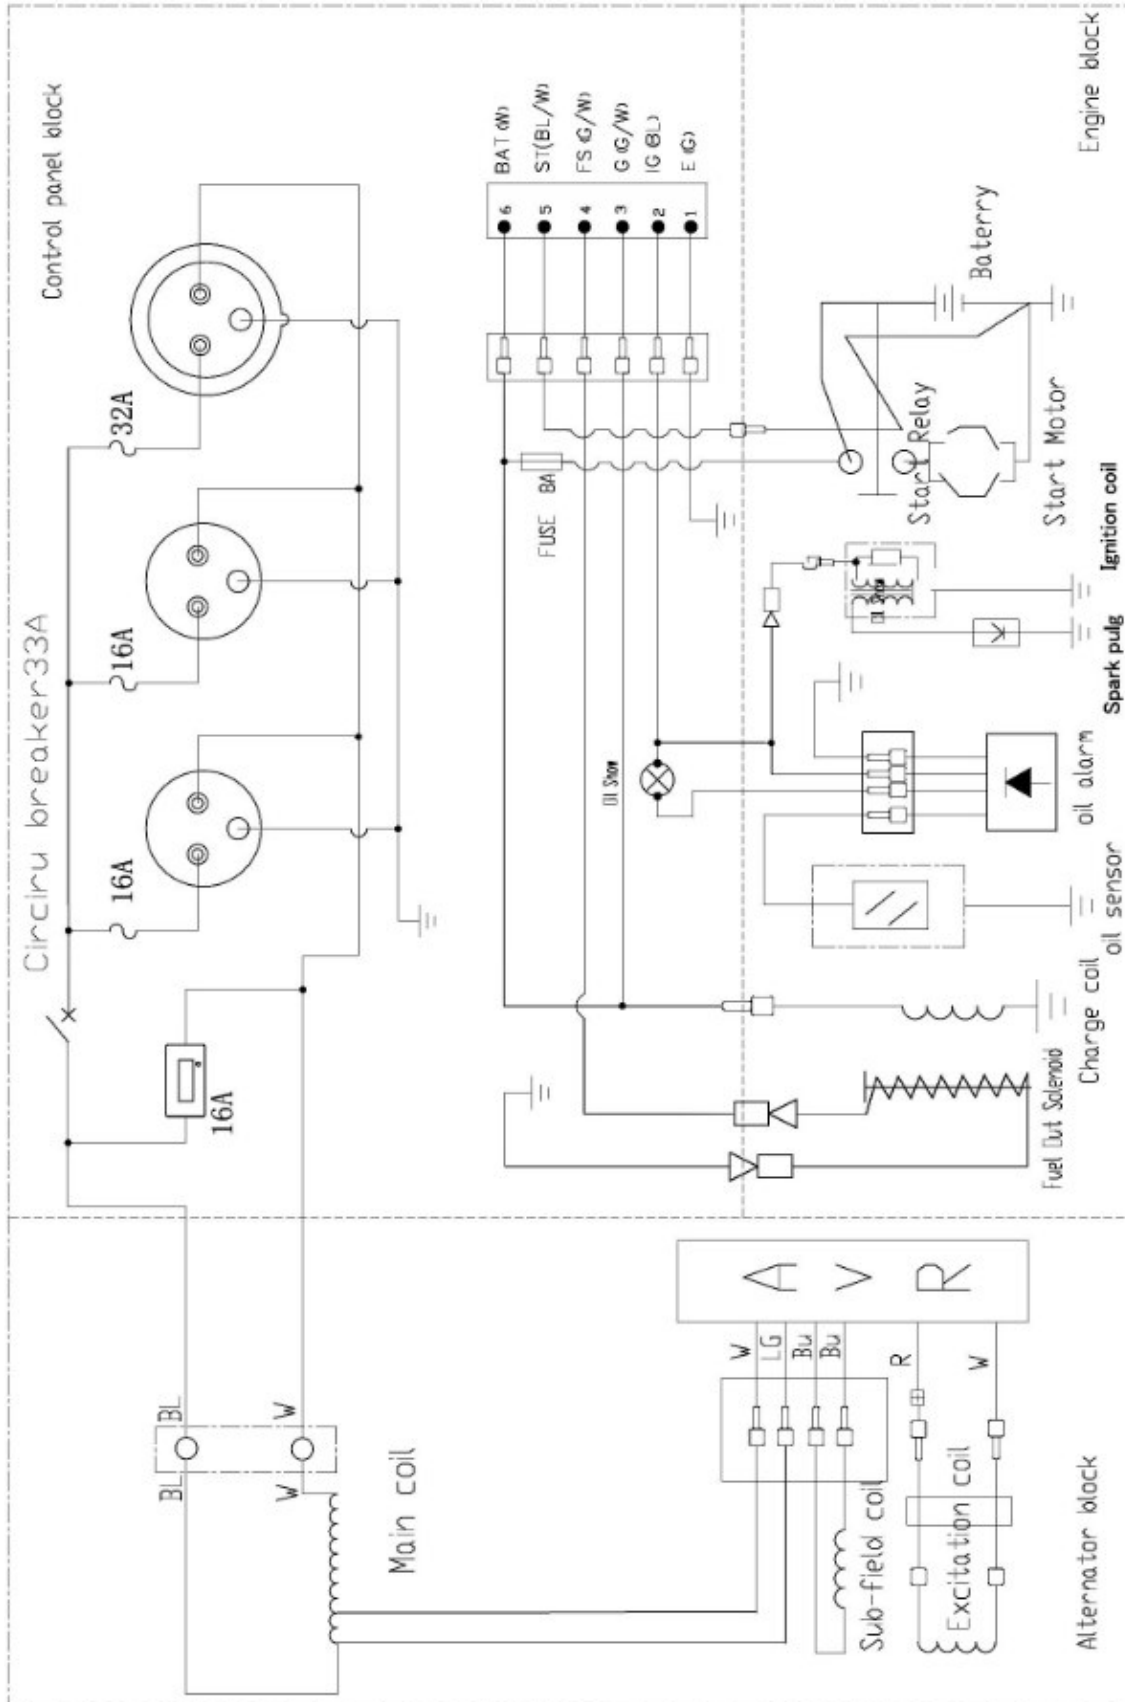 Control panel block
Circiru breaker33A
16A
16A
16A
32A
BAT (W)
ST(BL/W)
FS (G/W)
G (G/W)
IG (BL)
E (G)
6
5
4
3
2
1
FUSE 8A
Oil Show
Oil Show
Start Relay
Start Motor
Baterry
Engine block
Ignition coil
Spark pulg
oil alarm
oil sensor
Charge coil
Fuel Out Solenoid
BL
BL
W
W
Main coil
A V R
W
LG
Bu
Bu
R
W
Sub-field coil
Excitation coil
Alternator block